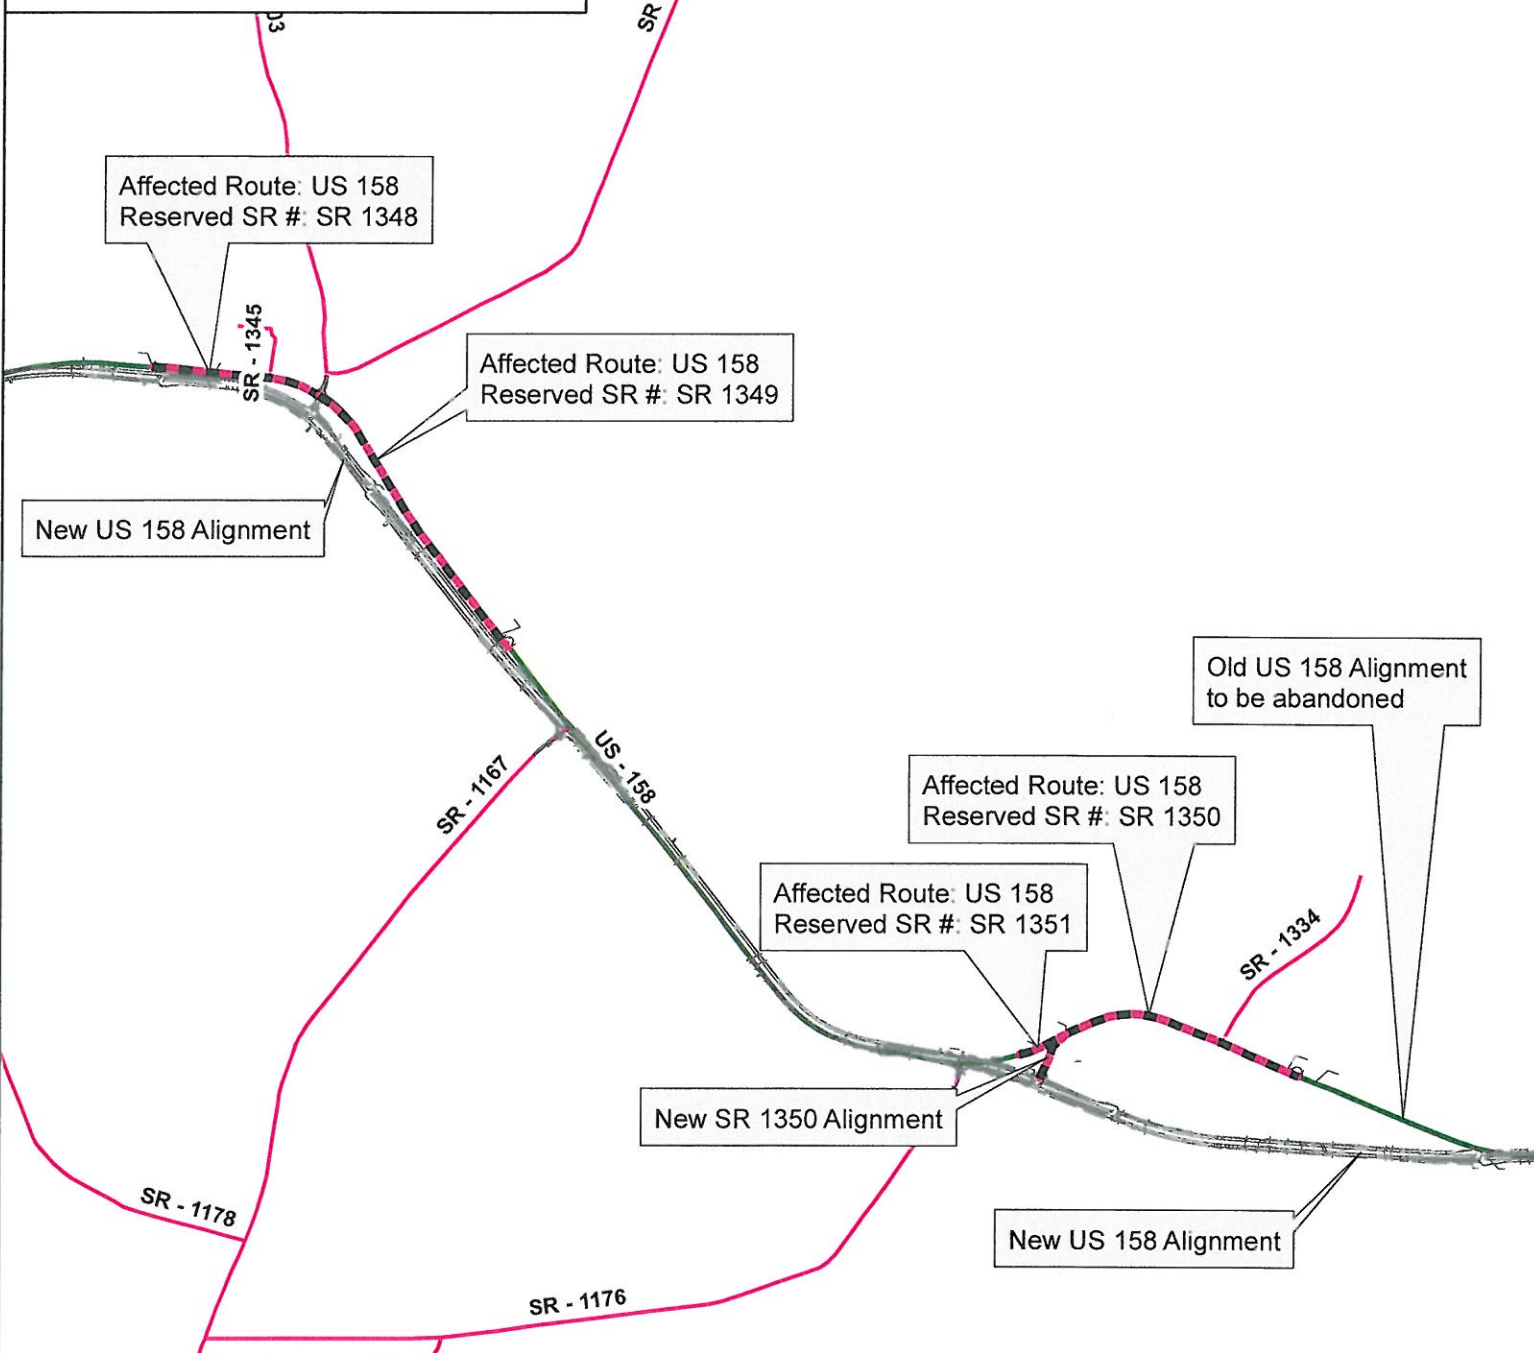 03
SR
Affected Route: US 158
Reserved SR #: SR 1348
SR - 1345
Affected Route: US 158
Reserved SR #: SR 1349
New US 158 Alignment
Old US 158 Alignment
to be abandoned
US - 158
SR - 1167
Affected Route: US 158
Reserved SR #: SR 1350
Affected Route: US 158
Reserved SR #: SR 1351
SR - 1334
New SR 1350 Alignment
SR - 1178
New US 158 Alignment
SR - 1176